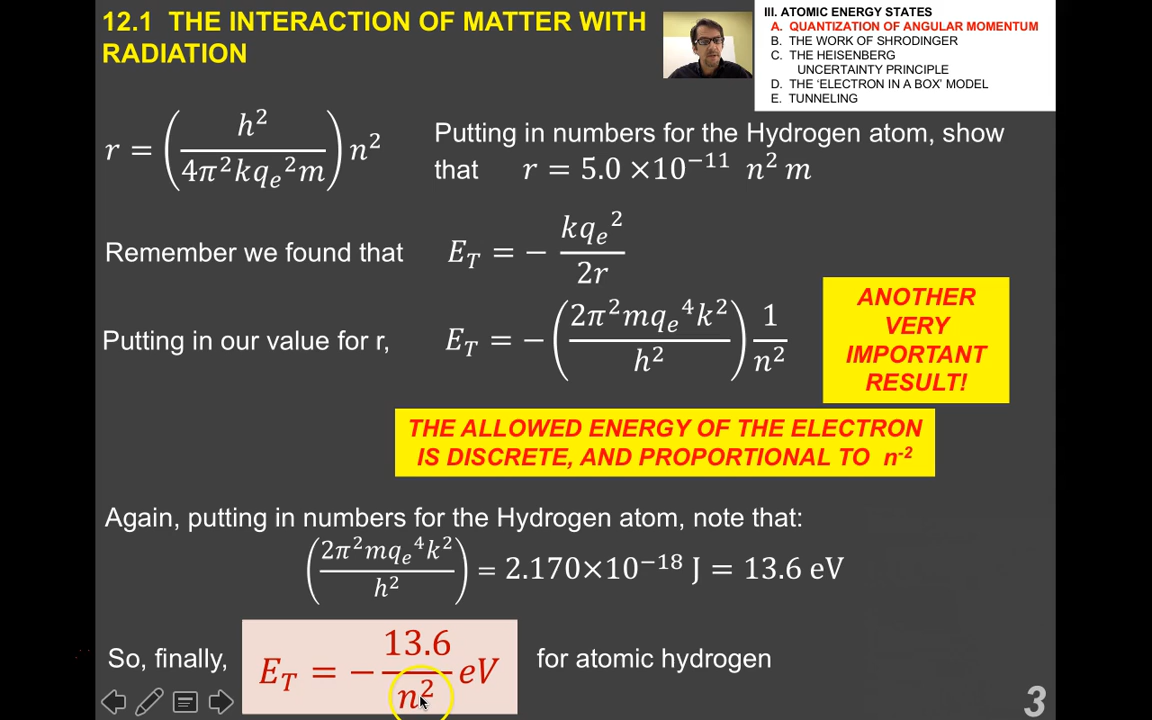 12.1 THE INTERACTION OF MATTER WITH
RADIATION
III. ATOMIC ENERGY STATES
A. QUANTIZATION OF ANGULAR MOMENTUM
B. THE WORK OF SHRODINGER
C. THE HEISENBERG
UNCERTAINTY PRINCIPLE
D. THE ‘ELECTRON IN A BOX’ MODEL
E. TUNNELING
r = (h² / 4π²kqₑ²m) n²
Putting in numbers for the Hydrogen atom, show
that r = 5.0 ×10⁻¹¹ n² m
Remember we found that E_T = − kqₑ² / 2r
Putting in our value for r, E_T = −(2π²mqₑ⁴k² / h²) 1/n²
ANOTHER
VERY
IMPORTANT
RESULT!
THE ALLOWED ENERGY OF THE ELECTRON
IS DISCRETE, AND PROPORTIONAL TO n⁻²
Again, putting in numbers for the Hydrogen atom, note that:
(2π²mqₑ⁴k² / h²) = 2.170×10⁻¹⁸ J = 13.6 eV
So, finally, E_T = − 13.6/n² eV for atomic hydrogen
3